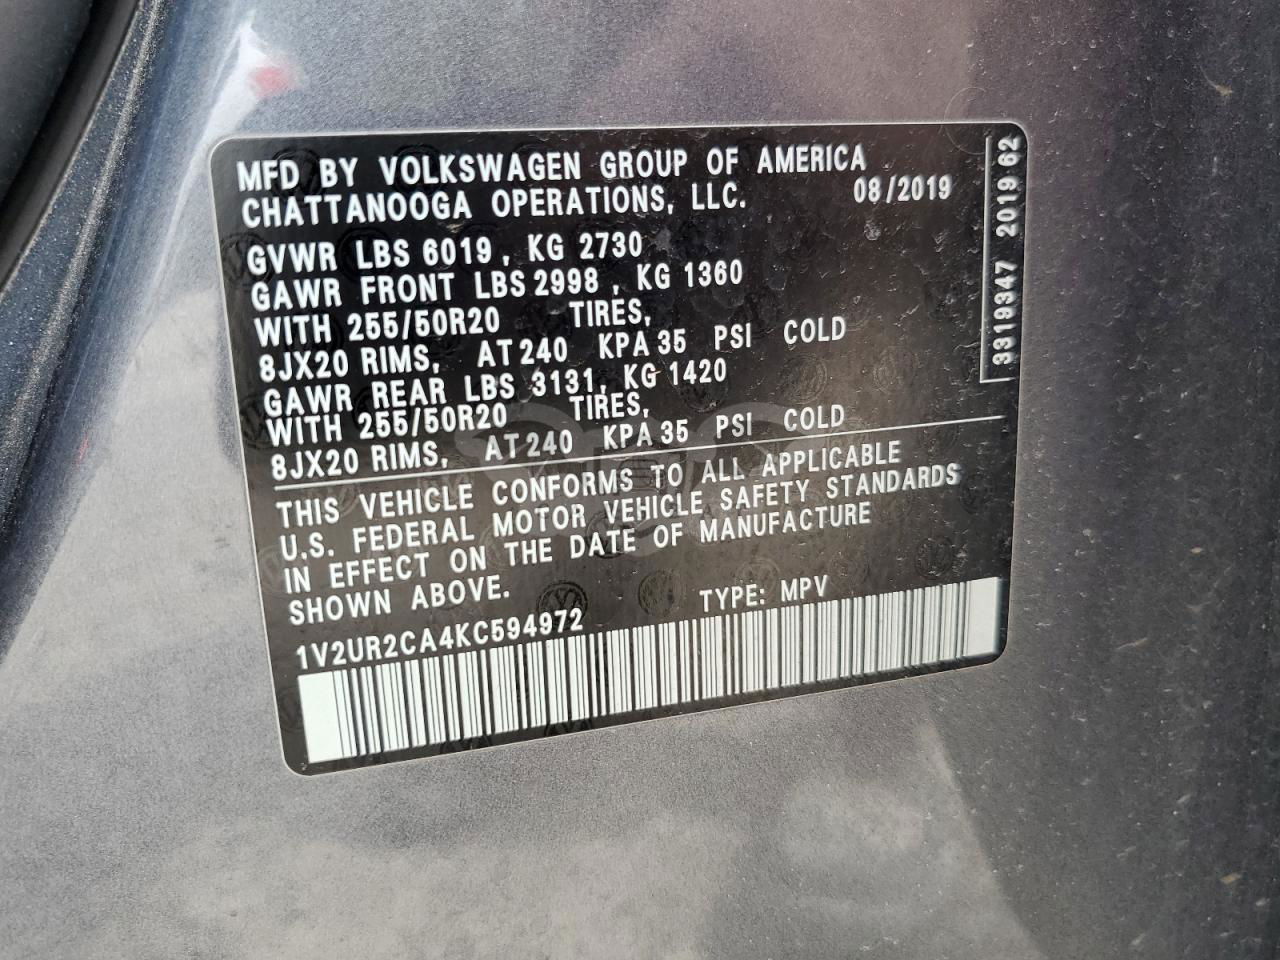 MFD BY VOLKSWAGEN GROUP OF AMERICA
CHATTANOOGA OPERATIONS, LLC. 08/2019
GVWR LBS 6019, KG 2730
GAWR FRONT LBS 2998, KG 1360
WITH 255/50R20 TIRES,
8JX20 RIMS, AT 240 KPA 35 PSI COLD
GAWR REAR LBS 3131, KG 1420
WITH 255/50R20 TIRES,
8JX20 RIMS, AT 240 KPA 35 PSI COLD
THIS VEHICLE CONFORMS TO ALL APPLICABLE
U.S. FEDERAL MOTOR VEHICLE SAFETY STANDARDS
IN EFFECT ON THE DATE OF MANUFACTURE
SHOWN ABOVE.
1V2UR2CA4KC594972 TYPE: MPV
3319347 2019 62